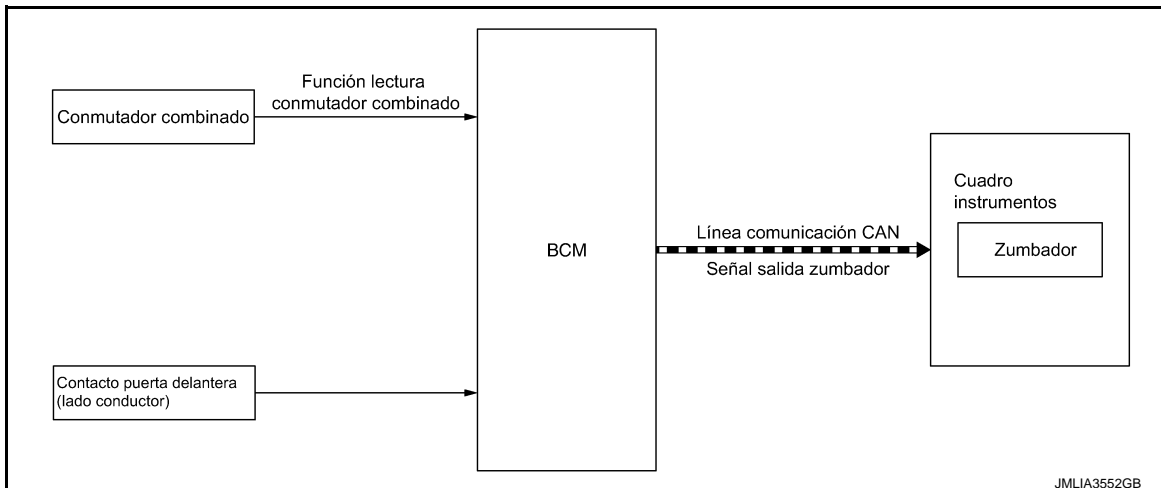 Conmutador combinado
Función lectura
conmutador combinado
BCM
Línea comunicación CAN
Señal salida zumbador
Cuadro
instrumentos
Zumbador
Contacto puerta delantera
(lado conductor)
JMLIA3552GB